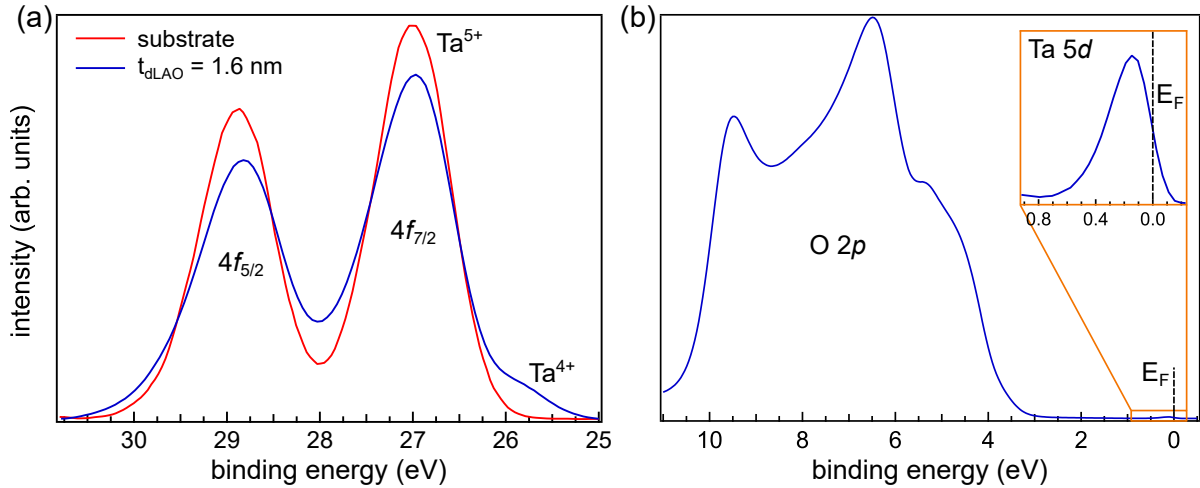 (a)
substrate
t_dLAO = 1.6 nm
Ta⁵⁺
4f₇/₂
4f₅/₂
Ta⁴⁺
intensity (arb. units)
30 29 28 27 26 25
binding energy (eV)
(b)
Ta 5d
E_F
0.8 0.4 0.0
O 2p
E_F
10 8 6 4 2 0
binding energy (eV)